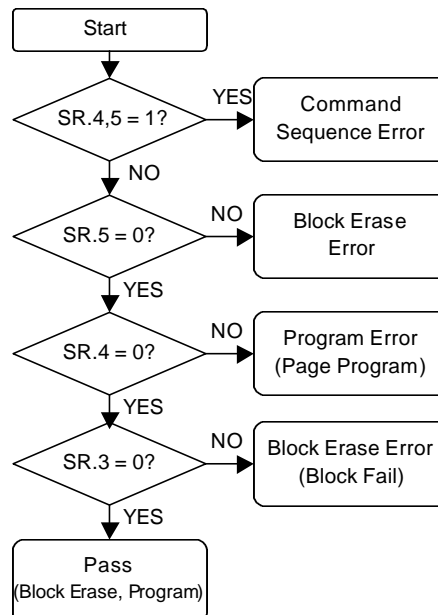 Start
SR.4,5 = 1?
YES
Command
Sequence Error
NO
SR.5 = 0?
NO
Block Erase
Error
YES
SR.4 = 0?
NO
Program Error
(Page Program)
YES
SR.3 = 0?
NO
Block Erase Error
(Block Fail)
YES
Pass
(Block Erase, Program)